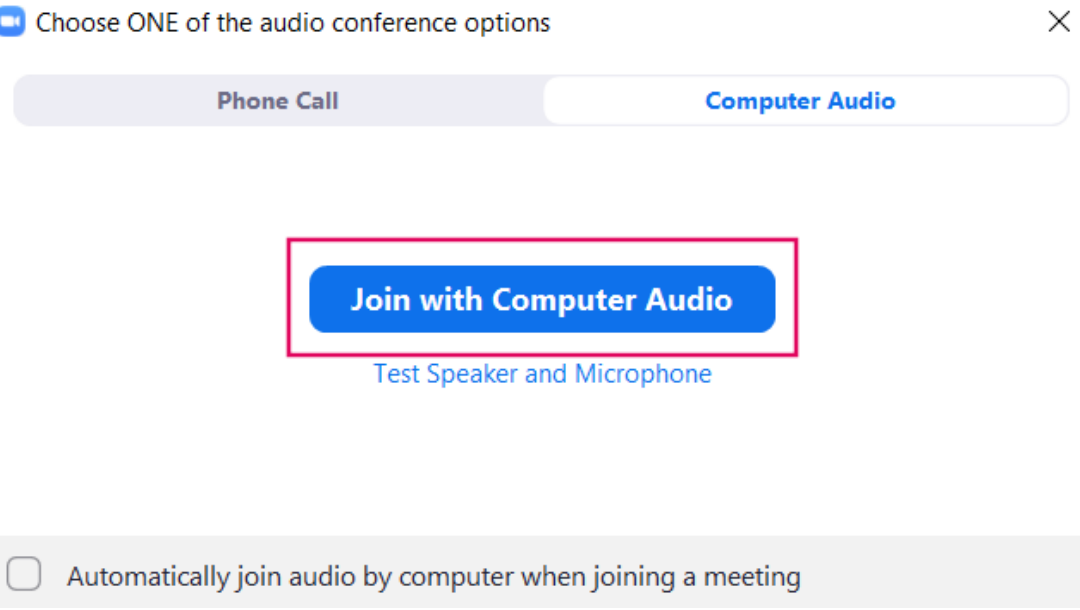 Choose ONE of the audio conference options
Phone Call
Computer Audio
Join with Computer Audio
Test Speaker and Microphone
Automatically join audio by computer when joining a meeting